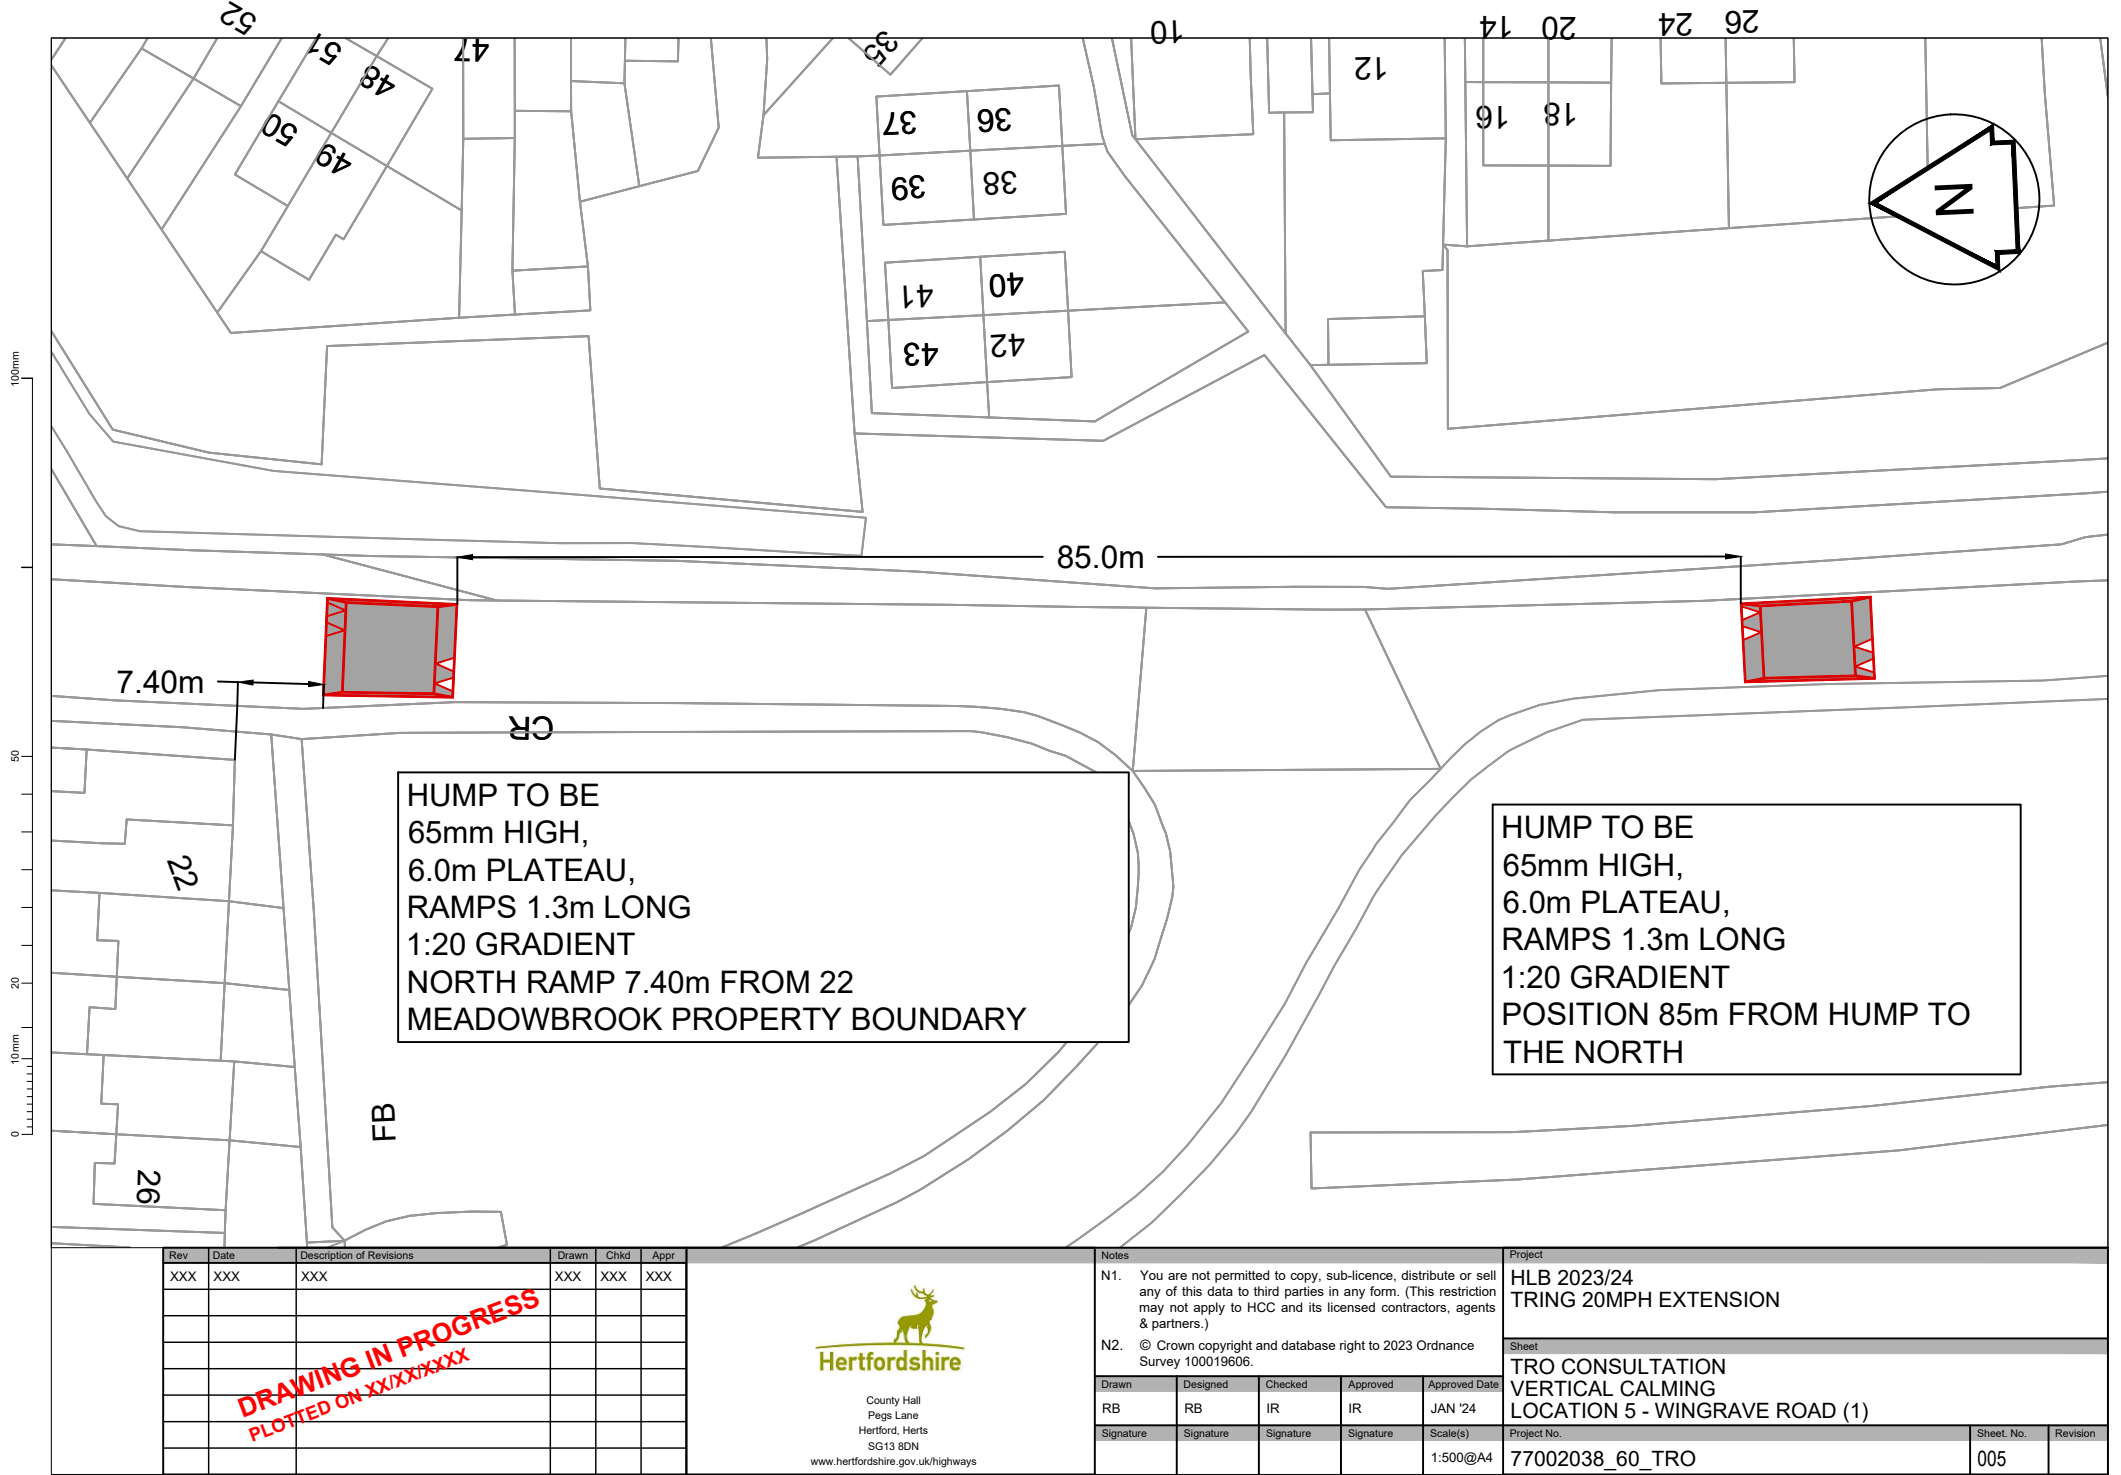 52
51
48
47
50
49
35
37
36
39
38
41
40
43
42
10
12
14
20
24
26
16
18
N
100mm
50
20
10mm
0
85.0m
7.40m
CR
22
26
FB
HUMP TO BE
65mm HIGH,
6.0m PLATEAU,
RAMPS 1.3m LONG
1:20 GRADIENT
NORTH RAMP 7.40m FROM 22
MEADOWBROOK PROPERTY BOUNDARY
HUMP TO BE
65mm HIGH,
6.0m PLATEAU,
RAMPS 1.3m LONG
1:20 GRADIENT
POSITION 85m FROM HUMP TO
THE NORTH
Rev Date Description of Revisions Drawn Chkd Appr
XXX XXX XXX XXX XXX XXX
DRAWING IN PROGRESS
PLOTTED ON XX/XX/XXXX
Hertfordshire
County Hall
Pegs Lane
Hertford, Herts
SG13 8DN
www.hertfordshire.gov.uk/highways
Notes
N1. You are not permitted to copy, sub-licence, distribute or sell
any of this data to third parties in any form. (This restriction
may not apply to HCC and its licensed contractors, agents
& partners.)
N2. © Crown copyright and database right to 2023 Ordnance
Survey 100019606.
Drawn Designed Checked Approved Approved Date
RB RB IR IR JAN '24
Signature Signature Signature Signature Scale(s)
1:500@A4
Project
HLB 2023/24
TRING 20MPH EXTENSION
Sheet
TRO CONSULTATION
VERTICAL CALMING
LOCATION 5 - WINGRAVE ROAD (1)
Project No. Sheet. No. Revision
77002038_60_TRO 005